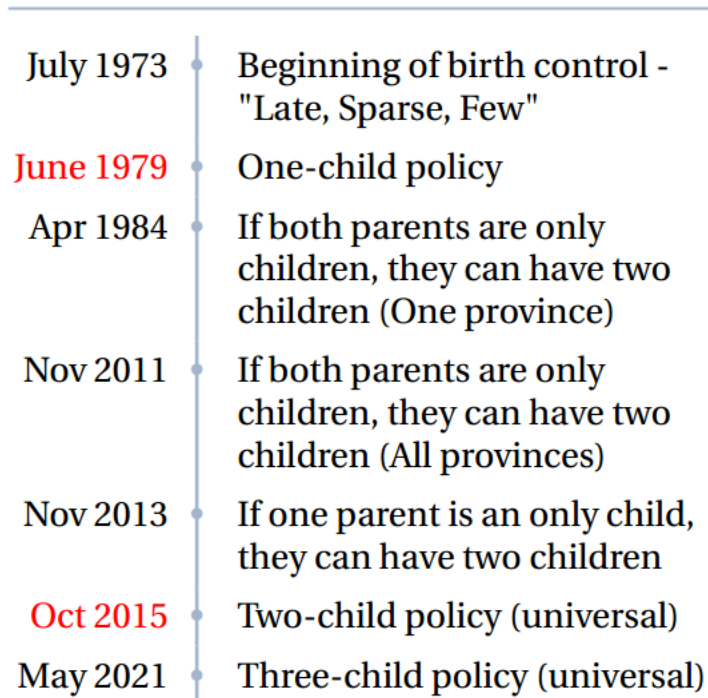 July 1973 Beginning of birth control -
"Late, Sparse, Few"
June 1979 One-child policy
Apr 1984 If both parents are only
children, they can have two
children (One province)
Nov 2011 If both parents are only
children, they can have two
children (All provinces)
Nov 2013 If one parent is an only child,
they can have two children
Oct 2015 Two-child policy (universal)
May 2021 Three-child policy (universal)